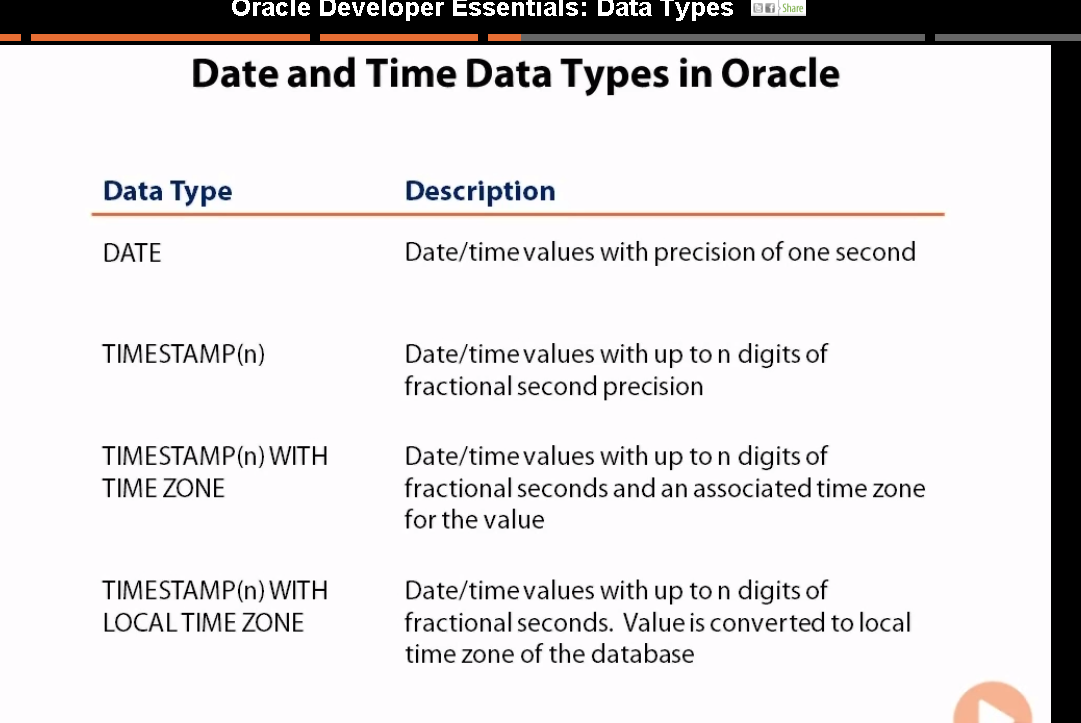 Oracle Developer Essentials: Data Types
Share
Date and Time Data Types in Oracle
Data Type
Description
DATE
Date/time values with precision of one second
TIMESTAMP(n)
Date/time values with up to n digits of
fractional second precision
TIMESTAMP(n) WITH
TIME ZONE
Date/time values with up to n digits of
fractional seconds and an associated time zone
for the value
TIMESTAMP(n) WITH
LOCAL TIME ZONE
Date/time values with up to n digits of
fractional seconds.  Value is converted to local
time zone of the database